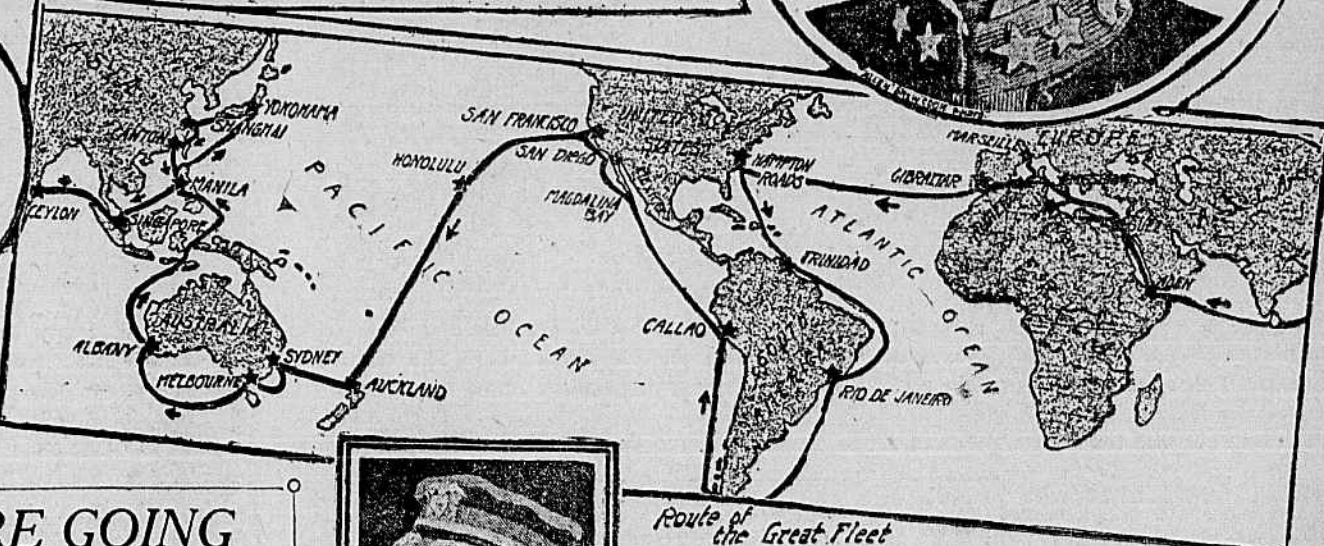 YOKOHAMA
SHANGHAI
CANTON
MANILA
CEYLON
SINGAPORE
AUSTRALIA
ALBANY
MELBOURNE
SYDNEY
AUCKLAND
PACIFIC
OCEAN
HONOLULU
SAN FRANCISCO
SAN DIEGO
MAGDALINA
BAY
UNITED
STATES
HAMPTON
ROADS
TRINIDAD
CALLAO
RIO DE JANEIRO
ATLANTIC
OCEAN
GIBRALTAR
MARSEILLE
EUROPE
ADEN
Route of
the Great Fleet
RE GOING